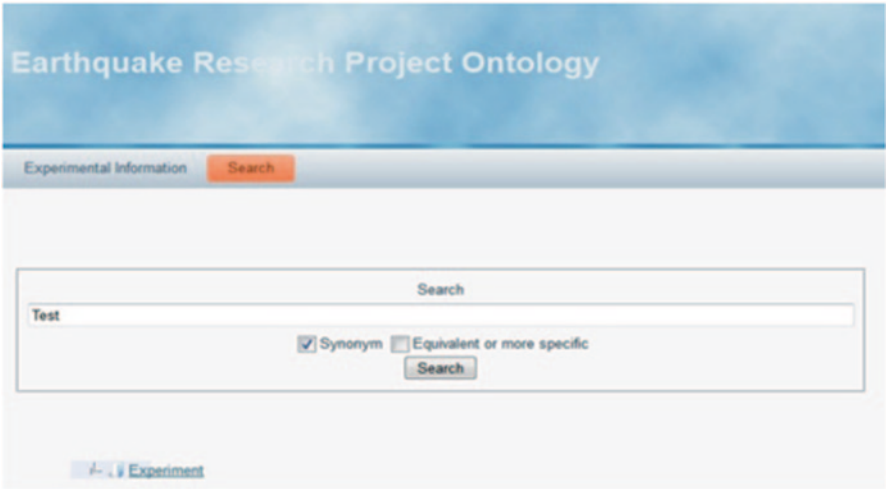 Earthquake Research Project Ontology
Experimental Information Search
Search
Test
Synonym Equivalent or more specific
Search
Experiment